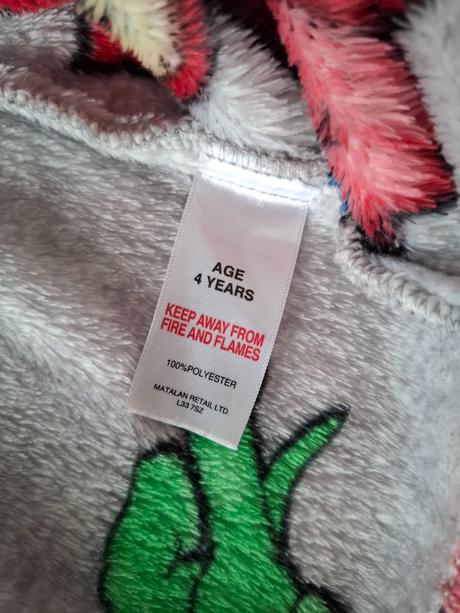 AGE
4 YEARS
KEEP AWAY FROM
FIRE AND FLAMES
100%POLYESTER
MATALAN RETAIL LTD.
L33 7SZ